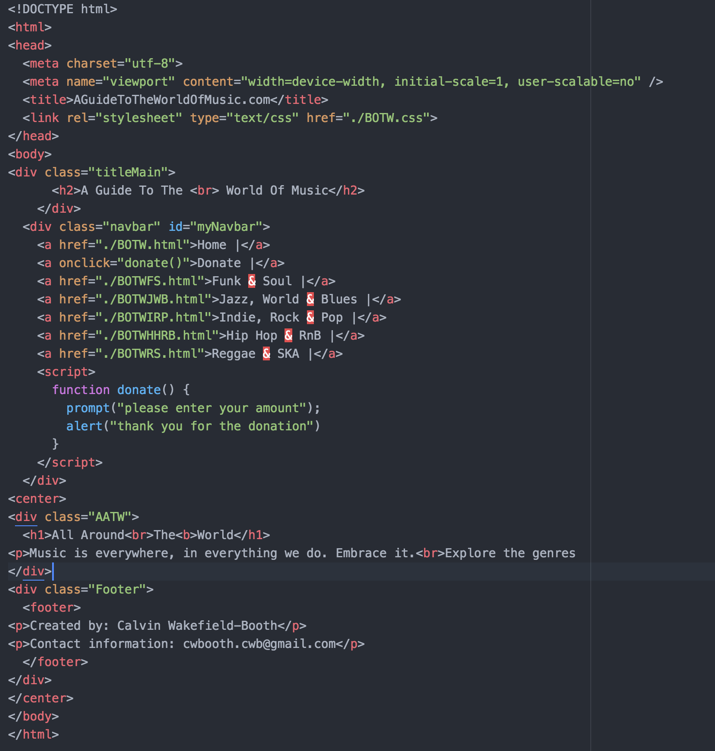 <!DOCTYPE html>
<html>
<head>
  <meta charset="utf-8">
  <meta name="viewport" content="width=device-width, initial-scale=1, user-scalable=no" />
  <title>AGuideToTheWorldOfMusic.com</title>
  <link rel="stylesheet" type="text/css" href="./BOTW.css">
</head>
<body>
<div class="titleMain">
      <h2>A Guide To The <br> World Of Music</h2>
    </div>
  <div class="navbar" id="myNavbar">
    <a href="./BOTW.html">Home |</a>
    <a onclick="donate()">Donate |</a>
    <a href="./BOTWFS.html">Funk & Soul |</a>
    <a href="./BOTWJWB.html">Jazz, World & Blues |</a>
    <a href="./BOTWIRP.html">Indie, Rock & Pop |</a>
    <a href="./BOTWHHRB.html">Hip Hop & RnB |</a>
    <a href="./BOTWRS.html">Reggae & SKA |</a>
    <script>
      function donate() {
        prompt("please enter your amount");
        alert("thank you for the donation")
      }
    </script>
  </div>
<center>
<div class="AATW">
  <h1>All Around<br>The<b>World</h1>
<p>Music is everywhere, in everything we do. Embrace it.<br>Explore the genres
</div>
<div class="Footer">
  <footer>
<p>Created by: Calvin Wakefield-Booth</p>
<p>Contact information: cwbooth.cwb@gmail.com</p>
  </footer>
</div>
</center>
</body>
</html>